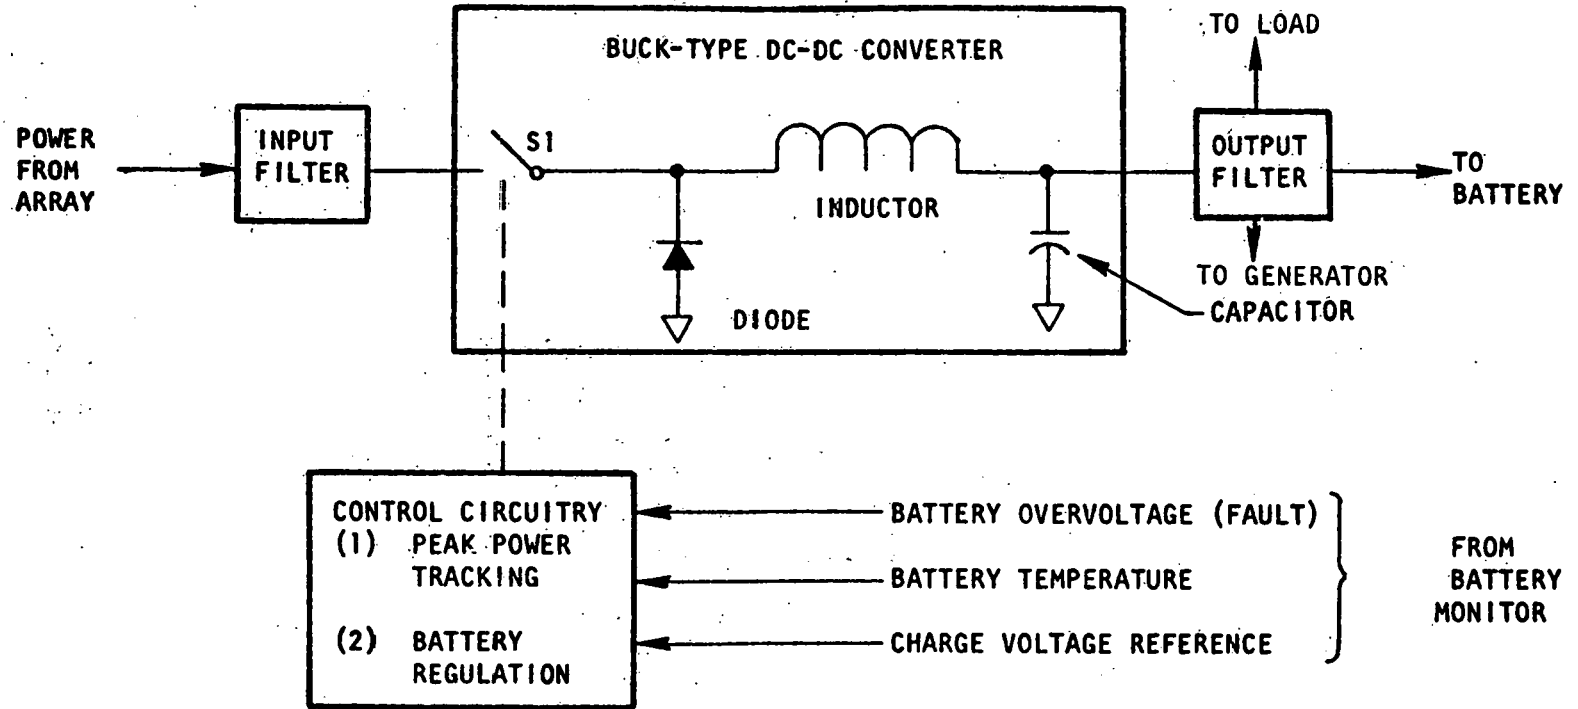 BUCK-TYPE DC-DC CONVERTER
TO LOAD
POWER
FROM
ARRAY
INPUT
FILTER
S1
INDUCTOR
DIODE
OUTPUT
FILTER
TO
BATTERY
TO GENERATOR
CAPACITOR
CONTROL CIRCUITRY
(1) PEAK POWER
TRACKING
(2) BATTERY
REGULATION
BATTERY OVERVOLTAGE (FAULT)
BATTERY TEMPERATURE
CHARGE VOLTAGE REFERENCE
FROM
BATTERY
MONITOR